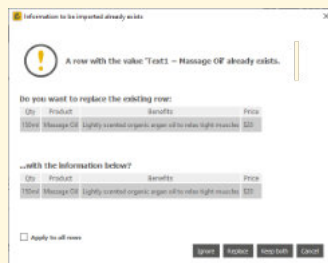 Information to be imported already exists
A row with the value 'Text1 – Massage Oil' already exists.
Do you want to replace the existing row:
Qty Product Benefits Price
150ml Massage Oil Lightly scented organic argan oil to relax tight muscles $20
...with the information below?
Qty Product Benefits Price
150ml Massage Oil Lightly scented organic argan oil to relax tight muscles $20
Apply to all rows
Ignore Replace Keep both Cancel